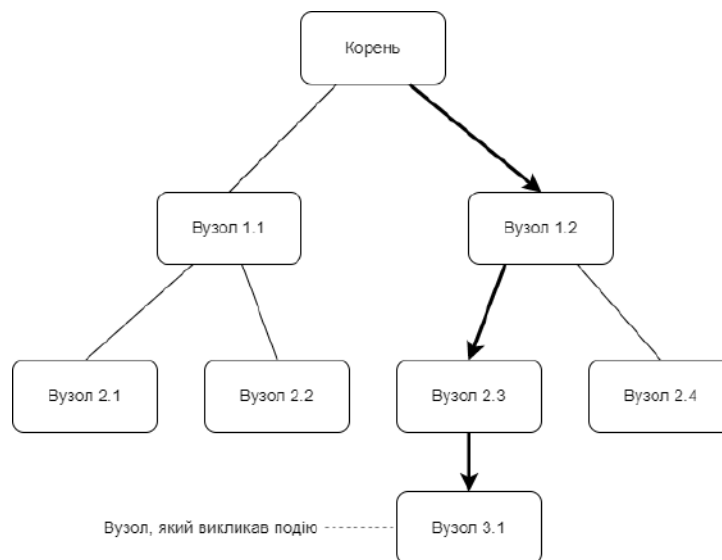 Корень
Вузол 1.1
Вузол 1.2
Вузол 2.1
Вузол 2.2
Вузол 2.3
Вузол 2.4
Вузол, який викликав подію
Вузол 3.1